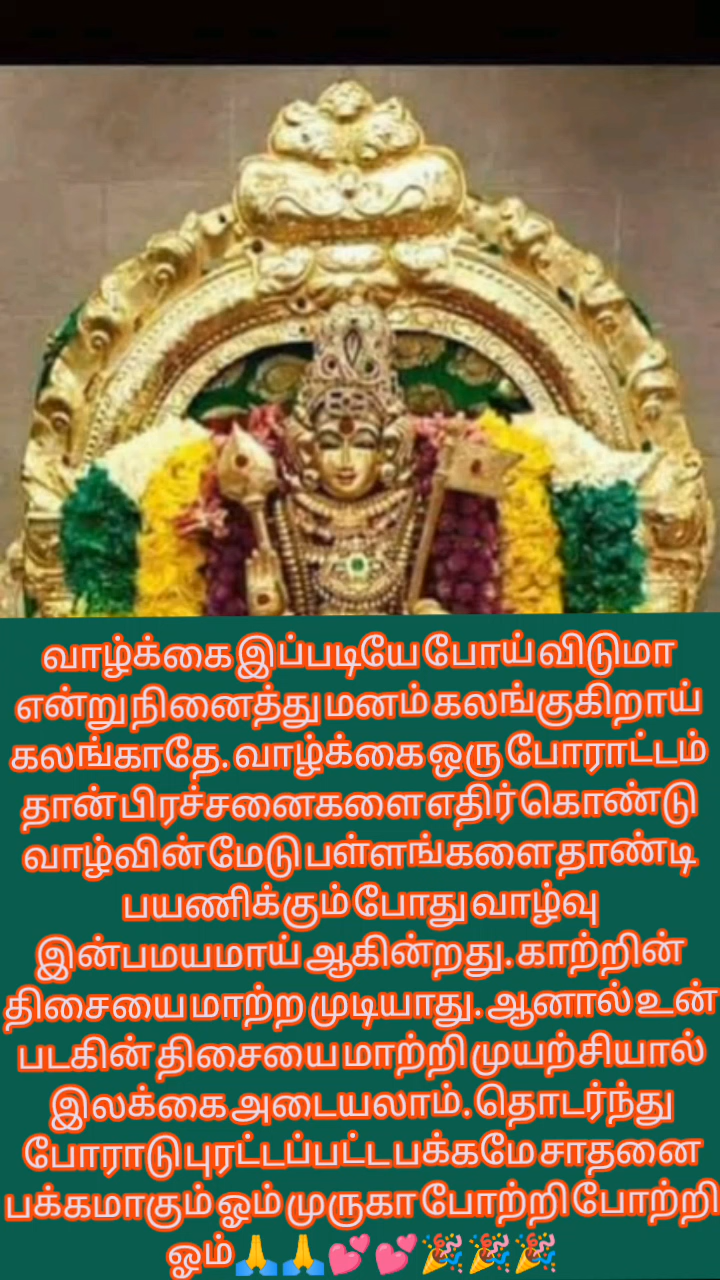 வாழ்க்கை இப்படியே போய் விடுமா
என்று நினைத்து மனம் கலங்குகிறாய்
கலங்காதே. வாழ்க்கை ஒரு போராட்டம்
தான் பிரச்சனைகளை எதிர் கொண்டு
வாழ்வின் மேடு பள்ளங்களை தாண்டி
பயணிக்கும் போது வாழ்வு
இன்பமயமாய் ஆகின்றது. காற்றின்
திசையை மாற்ற முடியாது. ஆனால் உன்
படகின் திசையை மாற்றி முயற்சியால்
இலக்கை அடையலாம். தொடர்ந்து
போராடு புரட்டப்பட்ட பக்கமே சாதனை
பக்கமாகும் ஓம் முருகா போற்றி போற்றி
ஓம்🙏🙏💕💕🎉🎉🎉